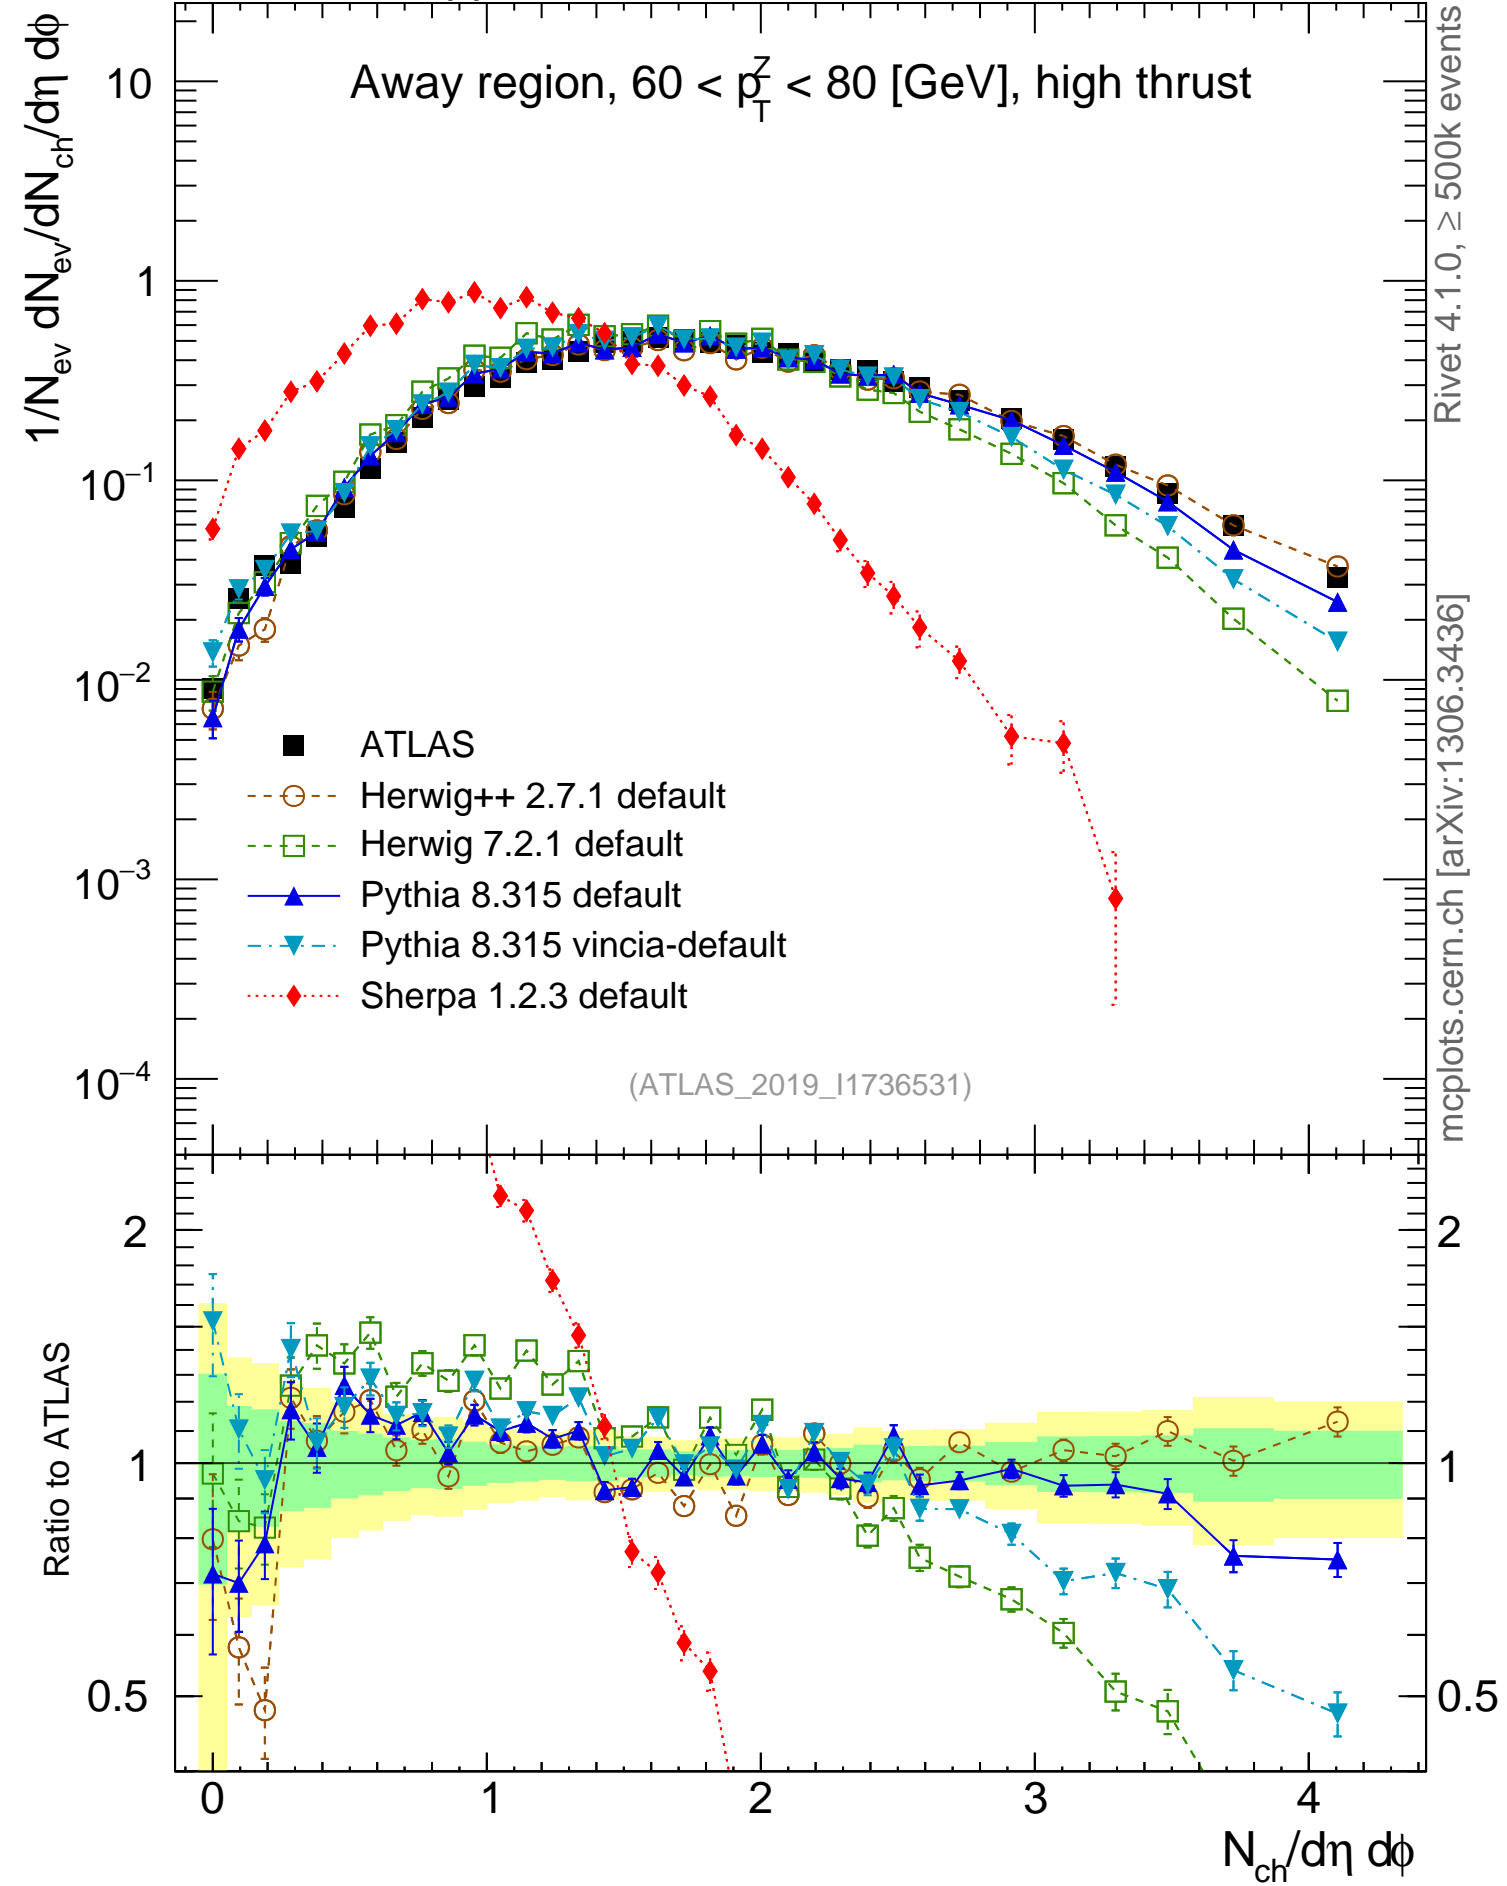 Away region, 60 < p_T^Z < 80 [GeV], high thrust
1/N_ev dN_ev/dN_ch/dη dϕ
10
1
10^−1
10^−2
10^−3
10^−4
ATLAS
Herwig++ 2.7.1 default
Herwig 7.2.1 default
Pythia 8.315 default
Pythia 8.315 vincia-default
Sherpa 1.2.3 default
(ATLAS_2019_I1736531)
Rivet 4.1.0, ≥ 500k events
mcplots.cern.ch [arXiv:1306.3436]
Ratio to ATLAS
2
1
0.5
2
1
0.5
0 1 2 3 4
N_ch/dη dϕ